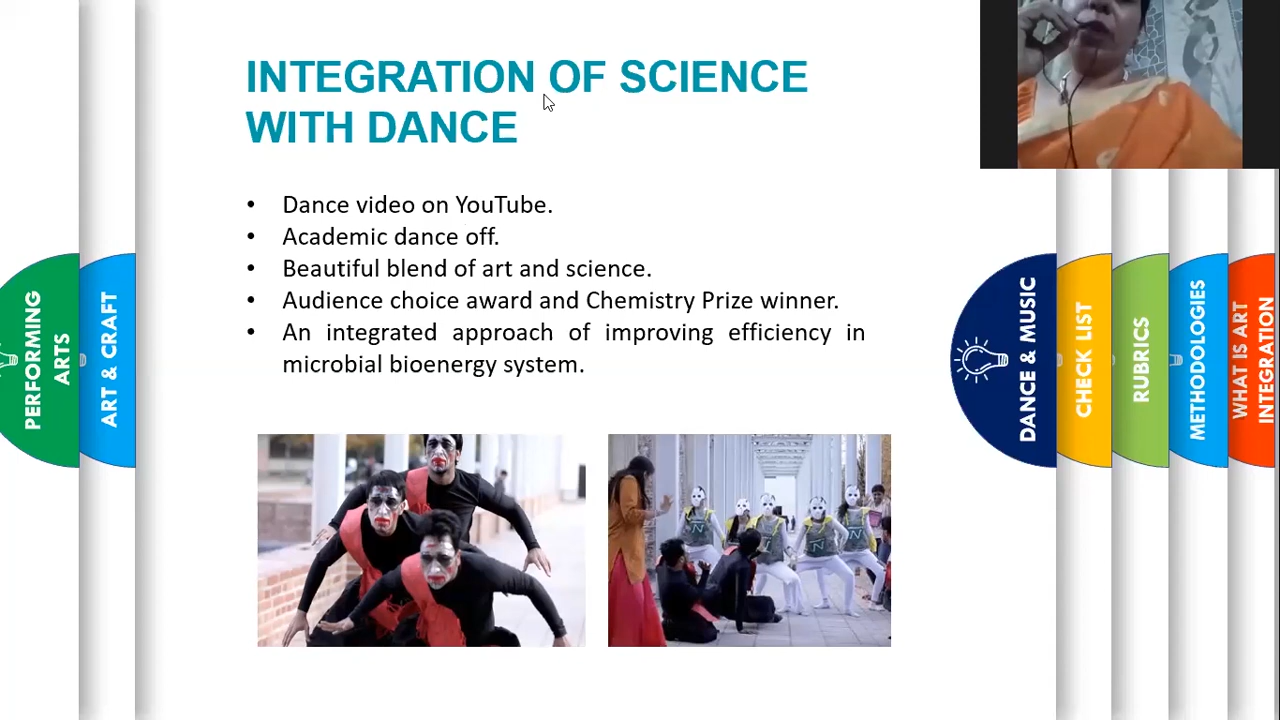 INTEGRATION OF SCIENCE
WITH DANCE
• Dance video on YouTube.
• Academic dance off.
• Beautiful blend of art and science.
• Audience choice award and Chemistry Prize winner.
• An integrated approach of improving efficiency in
microbial bioenergy system.
PERFORMING
ARTS
ART & CRAFT
DANCE & MUSIC
CHECK LIST
RUBRICS
METHODOLOGIES
WHAT IS ART
INTEGRATION
N
N
N